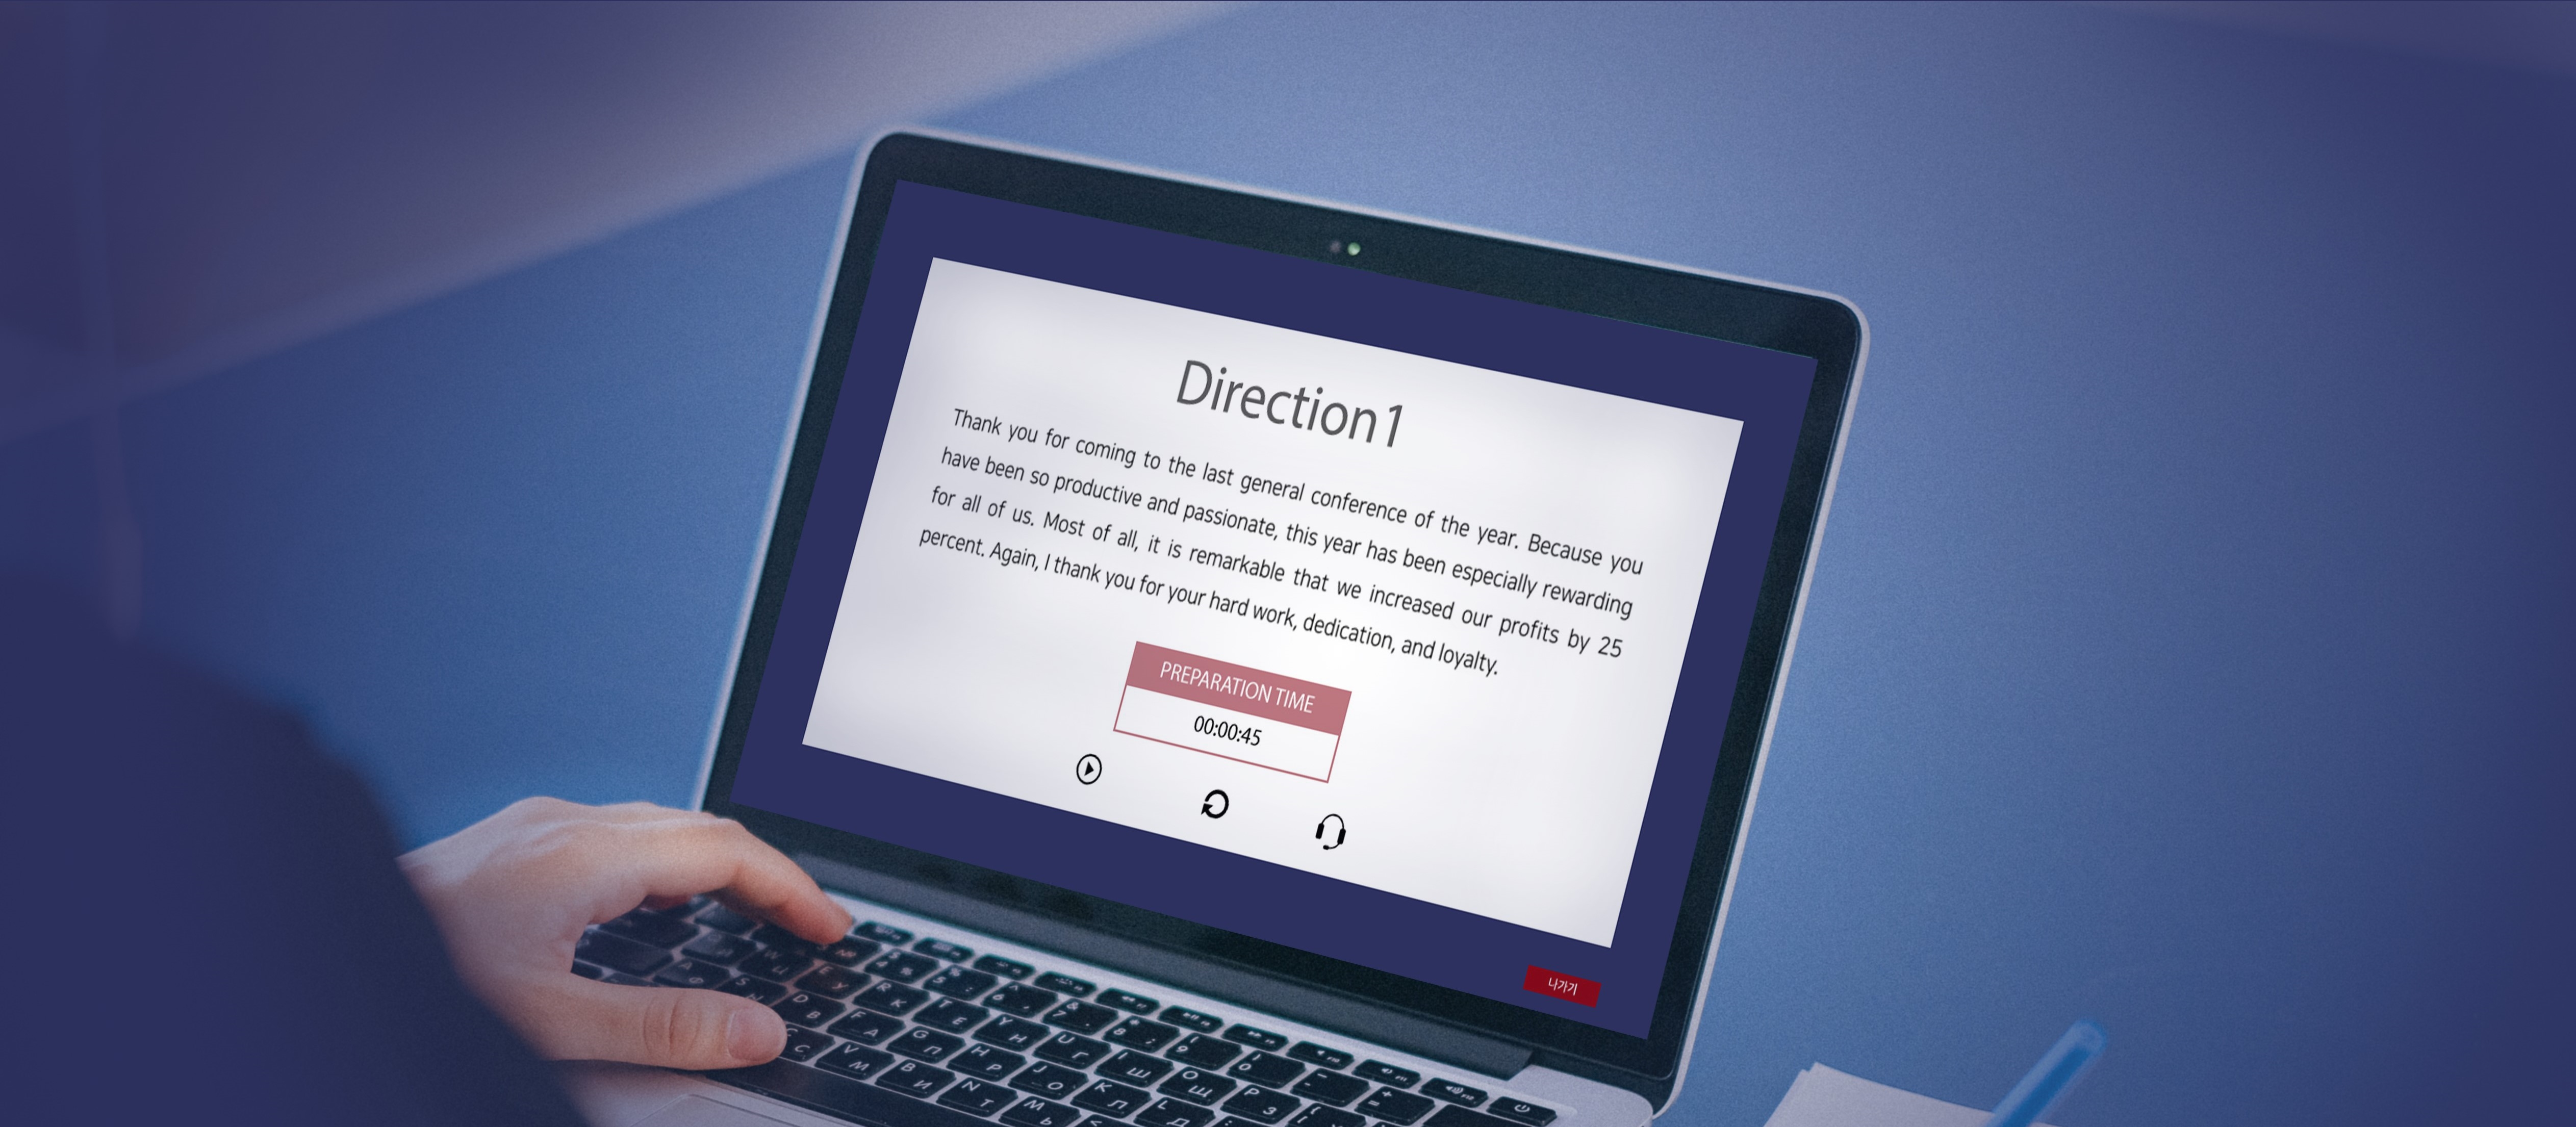 Direction1
Thank you for coming to the last general conference of the year. Because you
have been so productive and passionate, this year has been especially rewarding
for all of us. Most of all, it is remarkable that we increased our profits by 25
percent. Again, I thank you for your hard work, dedication, and loyalty.
PREPARATION TIME
00:00:45
나가기